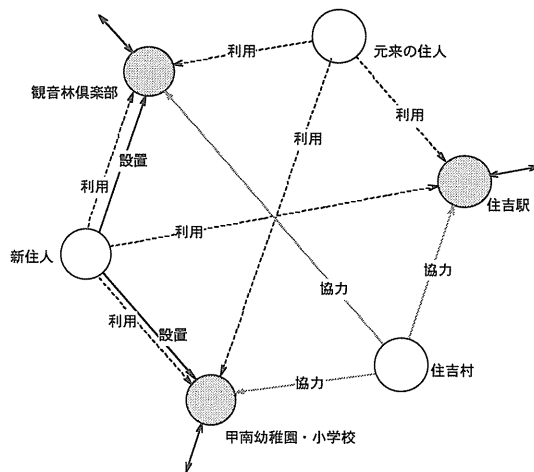 利用
元来の住人
観音林倶楽部
利用
利用
設置
利用
住吉駅
利用
新住人
協力
協力
利用
設置
住吉村
協力
甲南幼稚園・小学校